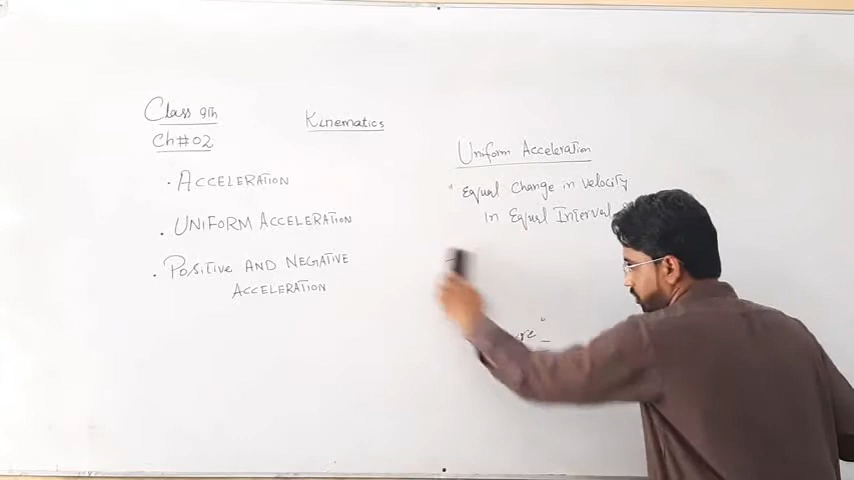 Class 9th
Ch#02
Kinematics
• ACCELERATION
• UNIFORM ACCELERATION
• POSITIVE AND NEGATIVE
ACCELERATION
Uniform Acceleration
" Equal Change in Velocity
in Equal Interval